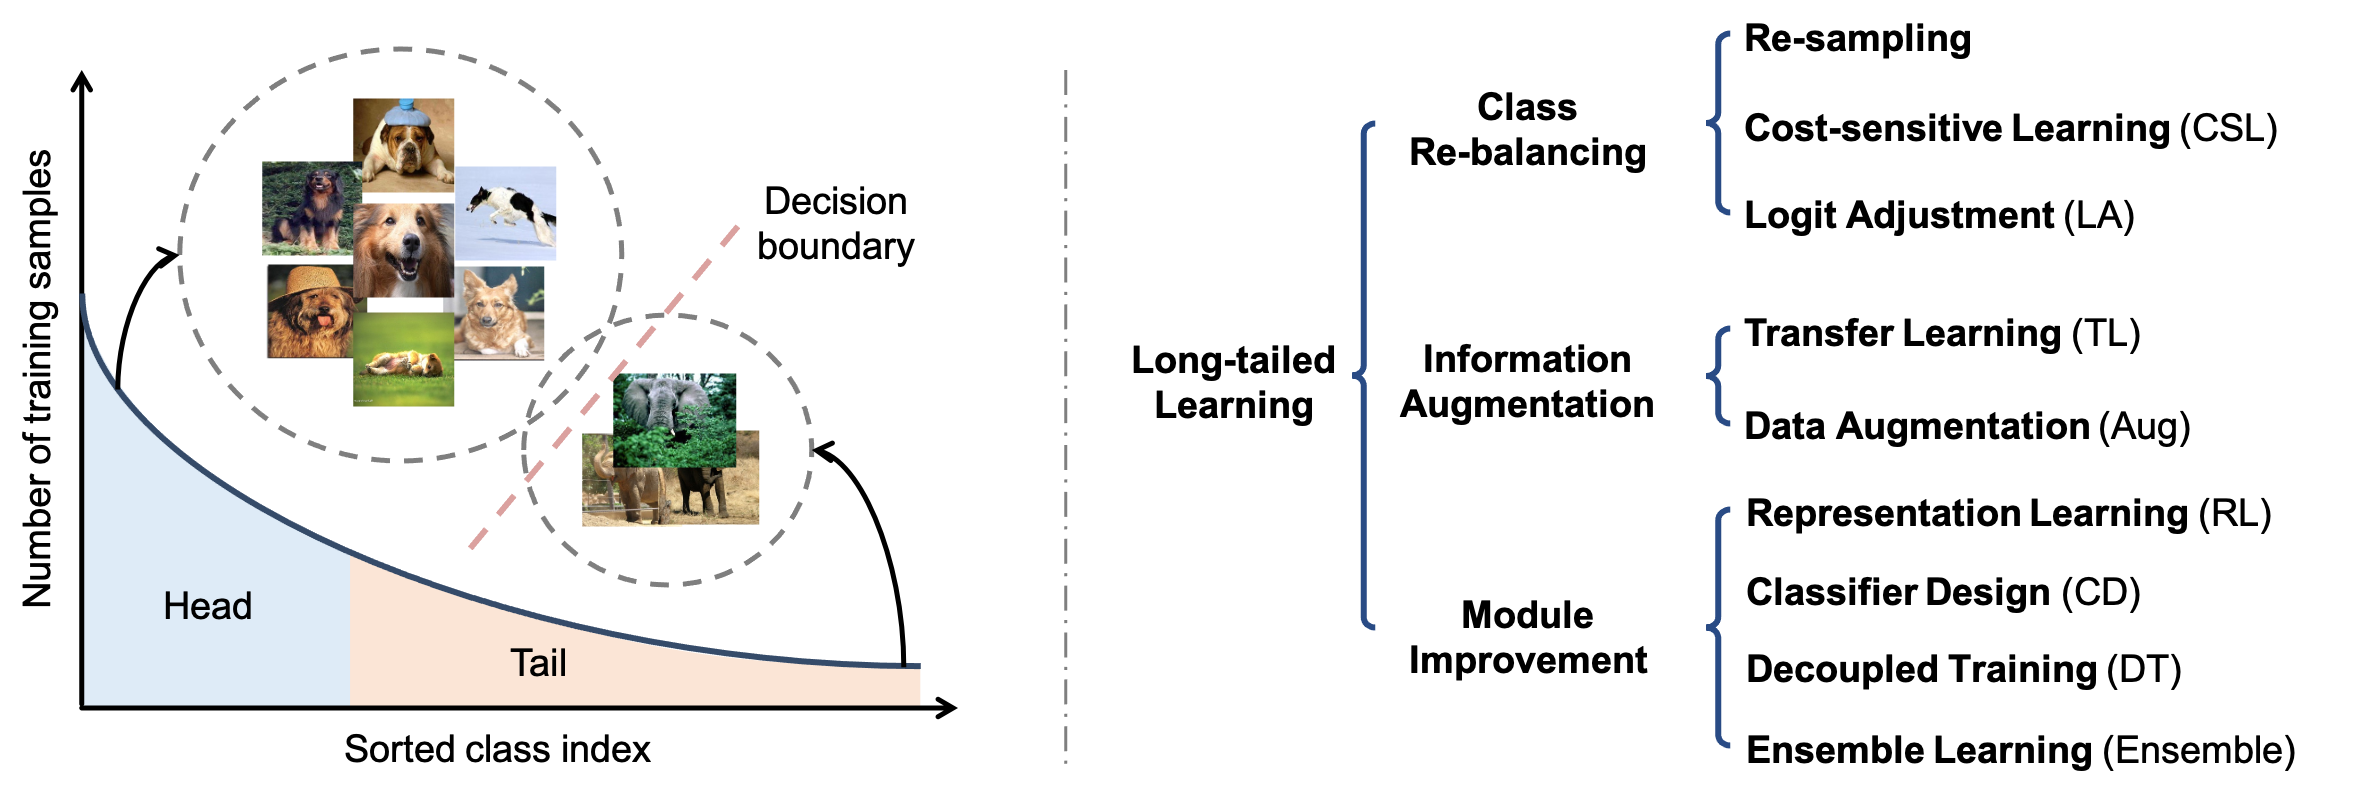 Number of training samples
Decision
boundary
Head
Tail
Sorted class index
Long-tailed
Learning
Class
Re-balancing
Re-sampling
Cost-sensitive Learning (CSL)
Logit Adjustment (LA)
Information
Augmentation
Transfer Learning (TL)
Data Augmentation (Aug)
Module
Improvement
Representation Learning (RL)
Classifier Design (CD)
Decoupled Training (DT)
Ensemble Learning (Ensemble)